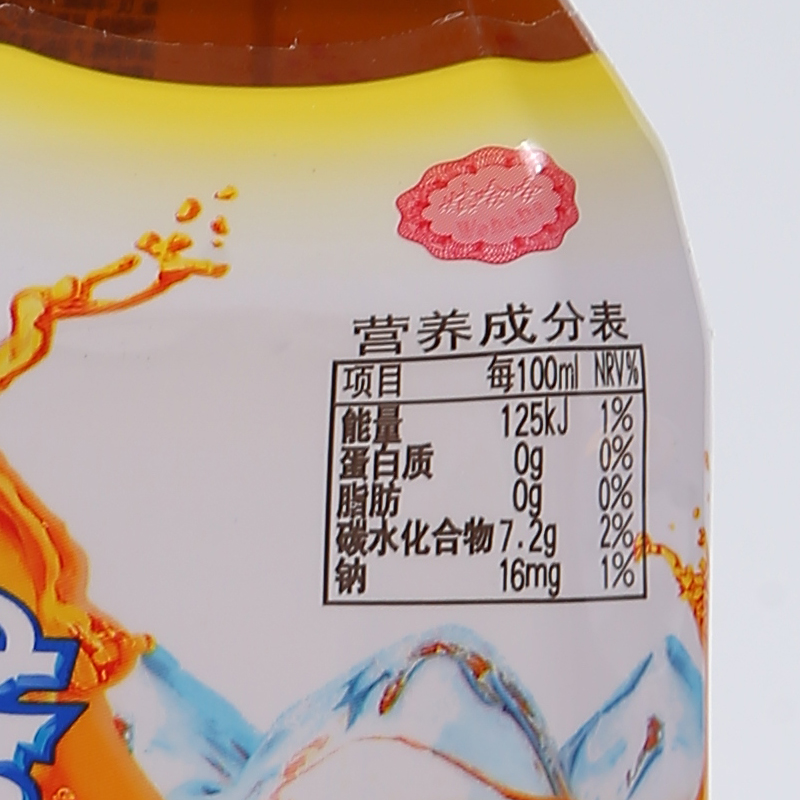 营养成分表
项目 每100ml NRV%
能量 125kJ 1%
蛋白质 0g 0%
脂肪 0g 0%
碳水化合物 7.2g 2%
钠 16mg 1%